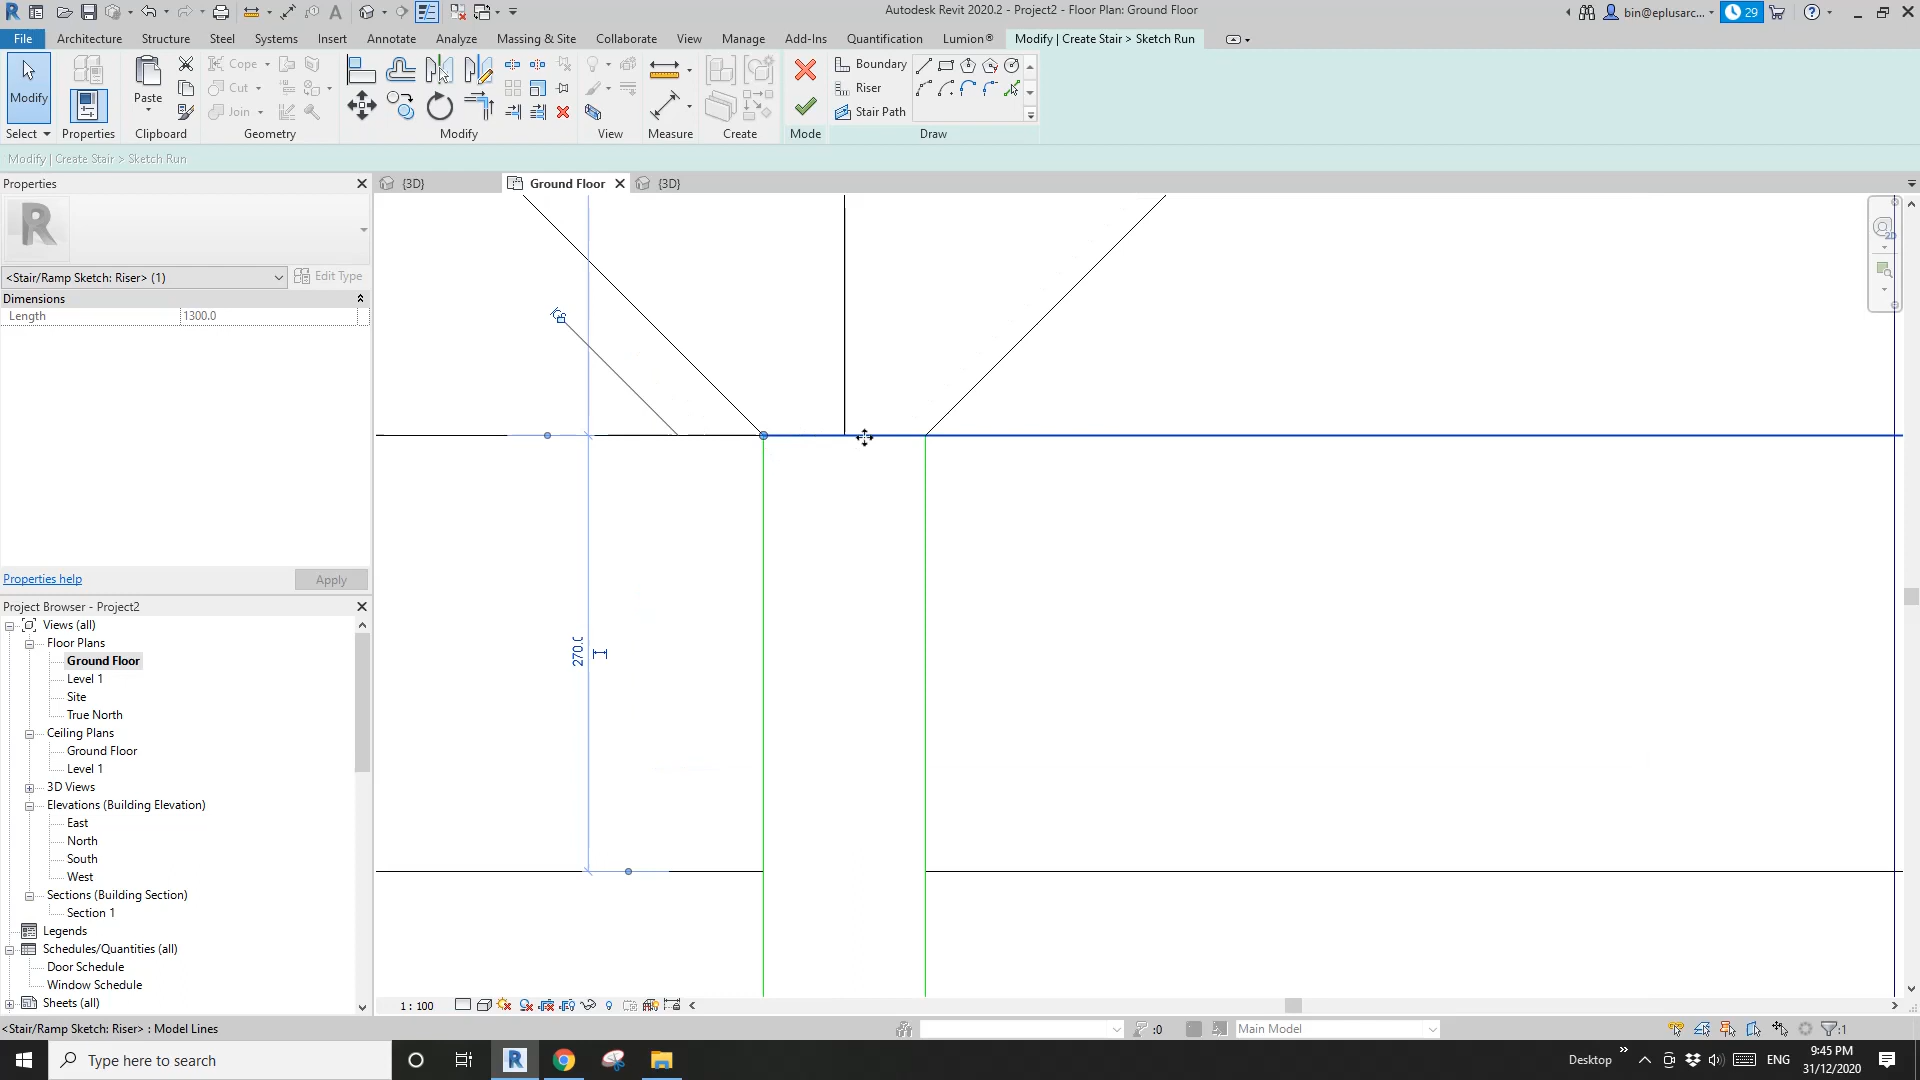 Autodesk Revit 2020.2 - Project2 - Floor Plan: Ground Floor
bin@eplusarc...
29
File
Architecture
Structure
Steel
Systems
Insert
Annotate
Analyze
Massing & Site
Collaborate
View
Manage
Add-Ins
Quantification
Lumion®
Modify | Create Stair > Sketch Run
Modify
Paste
Cope
Cut
Join
Boundary
Riser
Stair Path
Select
Properties
Clipboard
Geometry
Modify
View
Measure
Create
Mode
Draw
Modify | Create Stair > Sketch Run
Properties
{3D}
Ground Floor
{3D}
<Stair/Ramp Sketch: Riser> (1)
Edit Type
Dimensions
Length
1300.0
Properties help
Apply
Project Browser - Project2
Views (all)
Floor Plans
Ground Floor
Level 1
Site
True North
Ceiling Plans
Ground Floor
Level 1
3D Views
Elevations (Building Elevation)
East
North
South
West
Sections (Building Section)
Section 1
Legends
Schedules/Quantities (all)
Door Schedule
Window Schedule
Sheets (all)
270.0
2D
1 : 100
<Stair/Ramp Sketch: Riser> : Model Lines
:0
Main Model
:1
Type here to search
Desktop
ENG
9:45 PM
31/12/2020